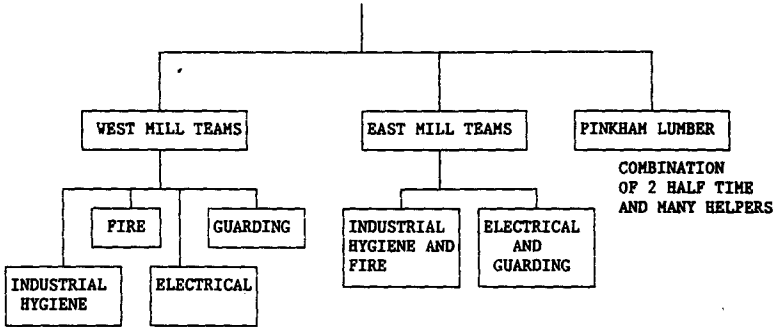 WEST MILL TEAMS
EAST MILL TEAMS
PINKHAM LUMBER
COMBINATION
OF 2 HALF TIME
AND MANY HELPERS
FIRE
GUARDING
INDUSTRIAL
HYGIENE
ELECTRICAL
INDUSTRIAL
HYGIENE AND
FIRE
ELECTRICAL
AND
GUARDING